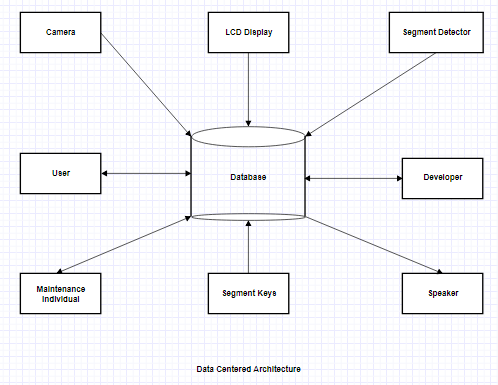 Camera
LCD Display
Segment Detector
User
Database
Developer
Maintenance
Individual
Segment Keys
Speaker
Data Centered Architecture